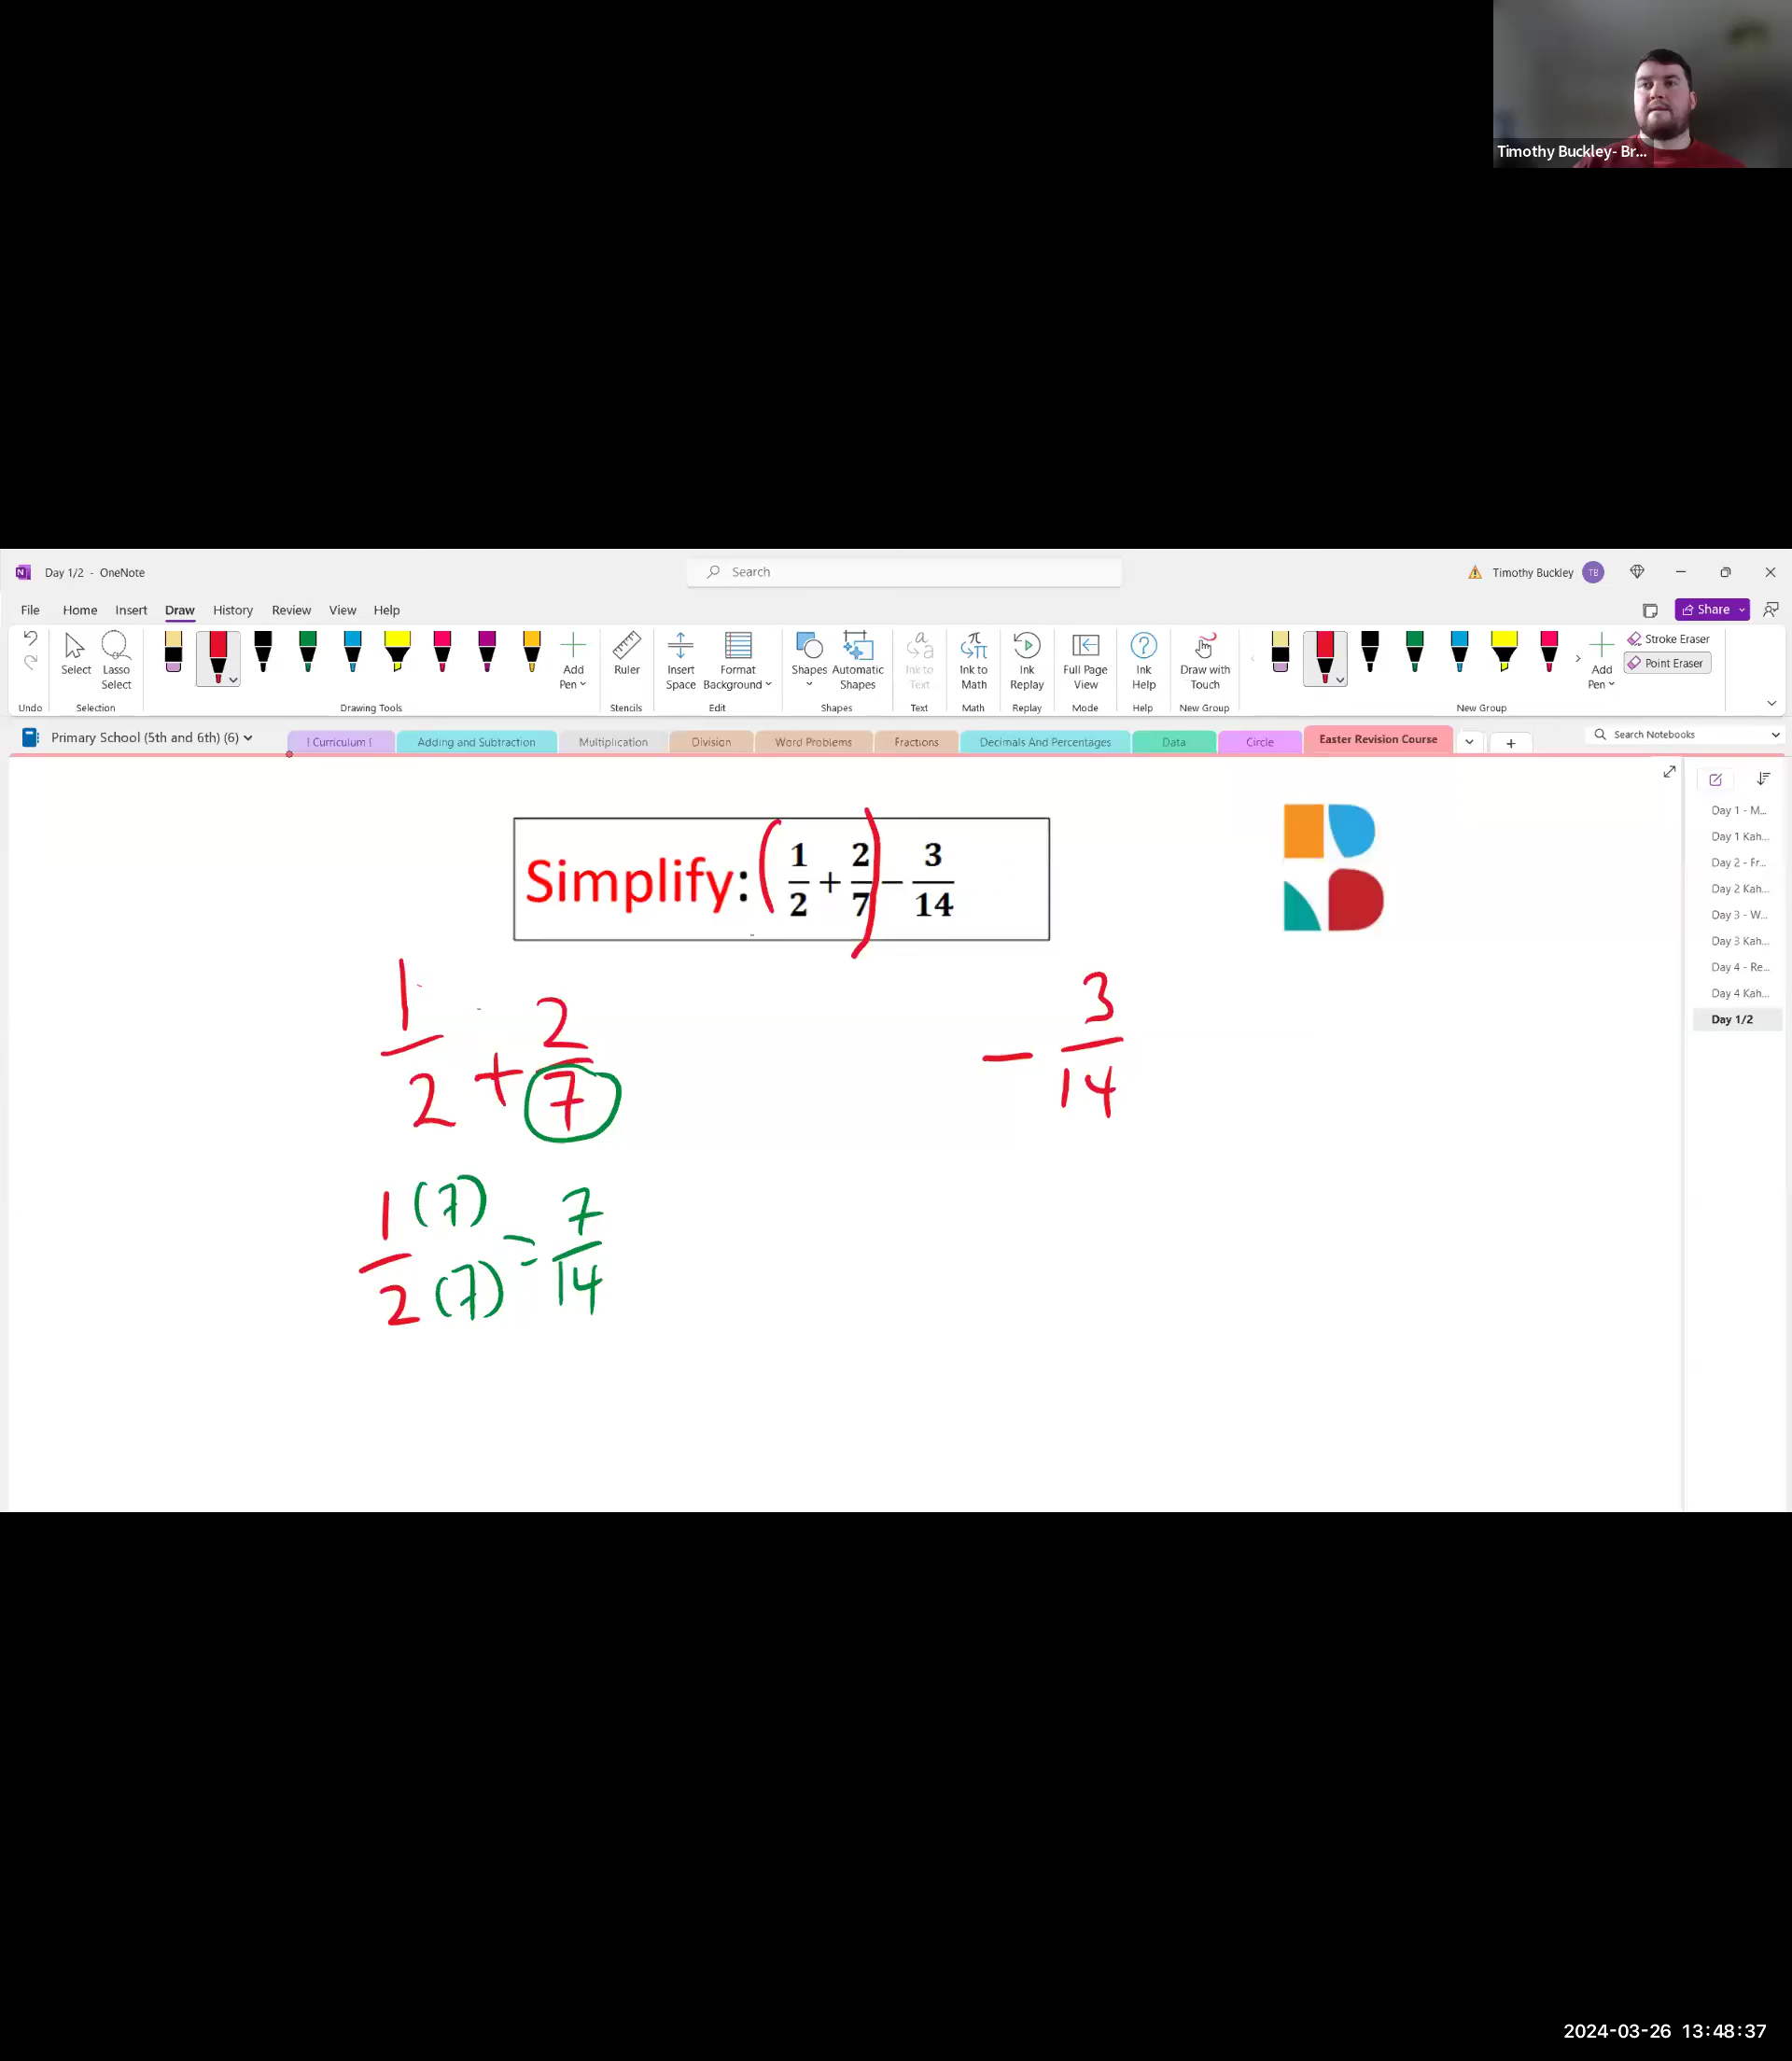 Timothy Buckley- Br...
Day 1/2 - OneNote
Search
Timothy Buckley
TB
File Home Insert Draw History Review View Help
Share
Select
Lasso Select
Add Pen
Ruler
Insert Space
Format Background
Shapes
Automatic Shapes
Ink to Text
Ink to Math
Ink Replay
Full Page View
Ink Help
Draw with Touch
Add Pen
Stroke Eraser
Point Eraser
Undo Selection Drawing Tools Stencils Edit Shapes Text Math Replay Mode Help New Group New Group
Primary School (5th and 6th) (6)
! Curriculum ! Adding and Subtraction Multiplication Division Word Problems Fractions Decimals And Percentages Data Circle Easter Revision Course
Search Notebooks
Day 1 - M...
Day 1 Kah...
Day 2 - Fr...
Day 2 Kah...
Day 3 - W...
Day 3 Kah...
Day 4 - Re...
Day 4 Kah...
Day 1/2
Simplify: (1/2 + 2/7) − 3/14
1/2 + 2/7 − 3/14
1(7)/2(7) = 7/14
2024-03-26 13:48:37